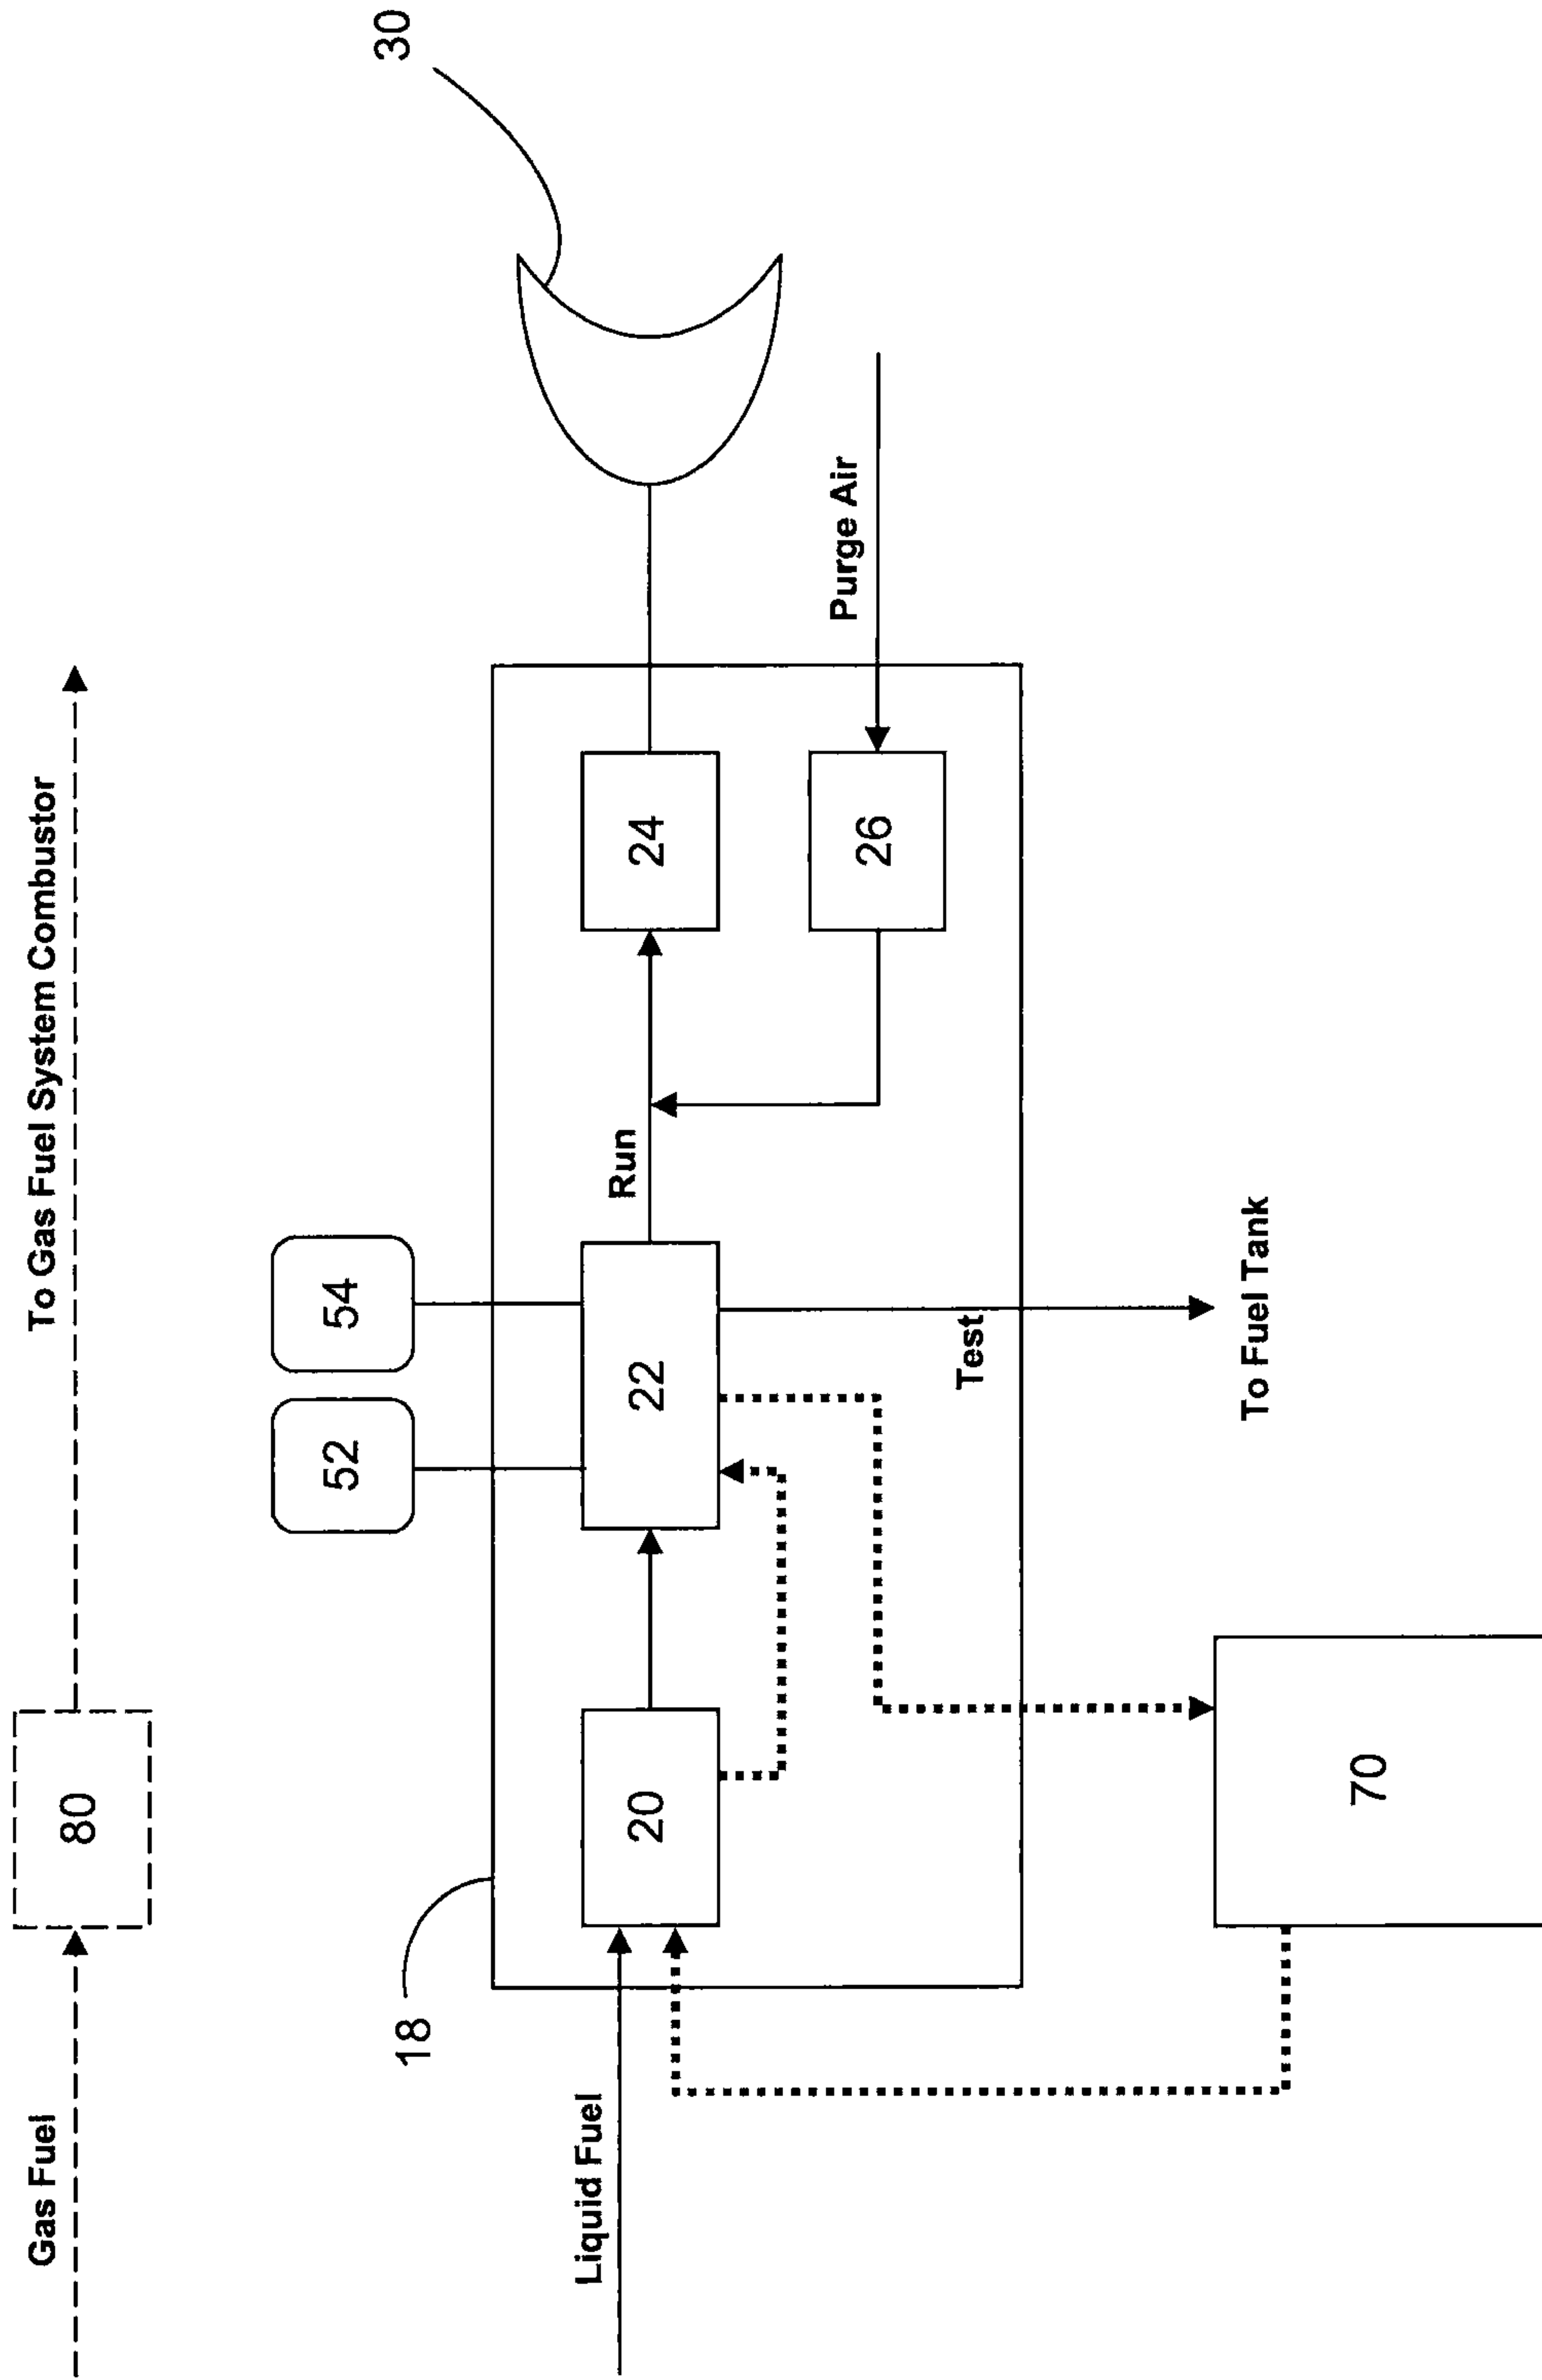 Gas Fuel
80
To Gas Fuel System Combustor
18
52
54
30
Liquid Fuel
20
22
Run
24
Purge Air
26
Test
70
To Fuel Tank